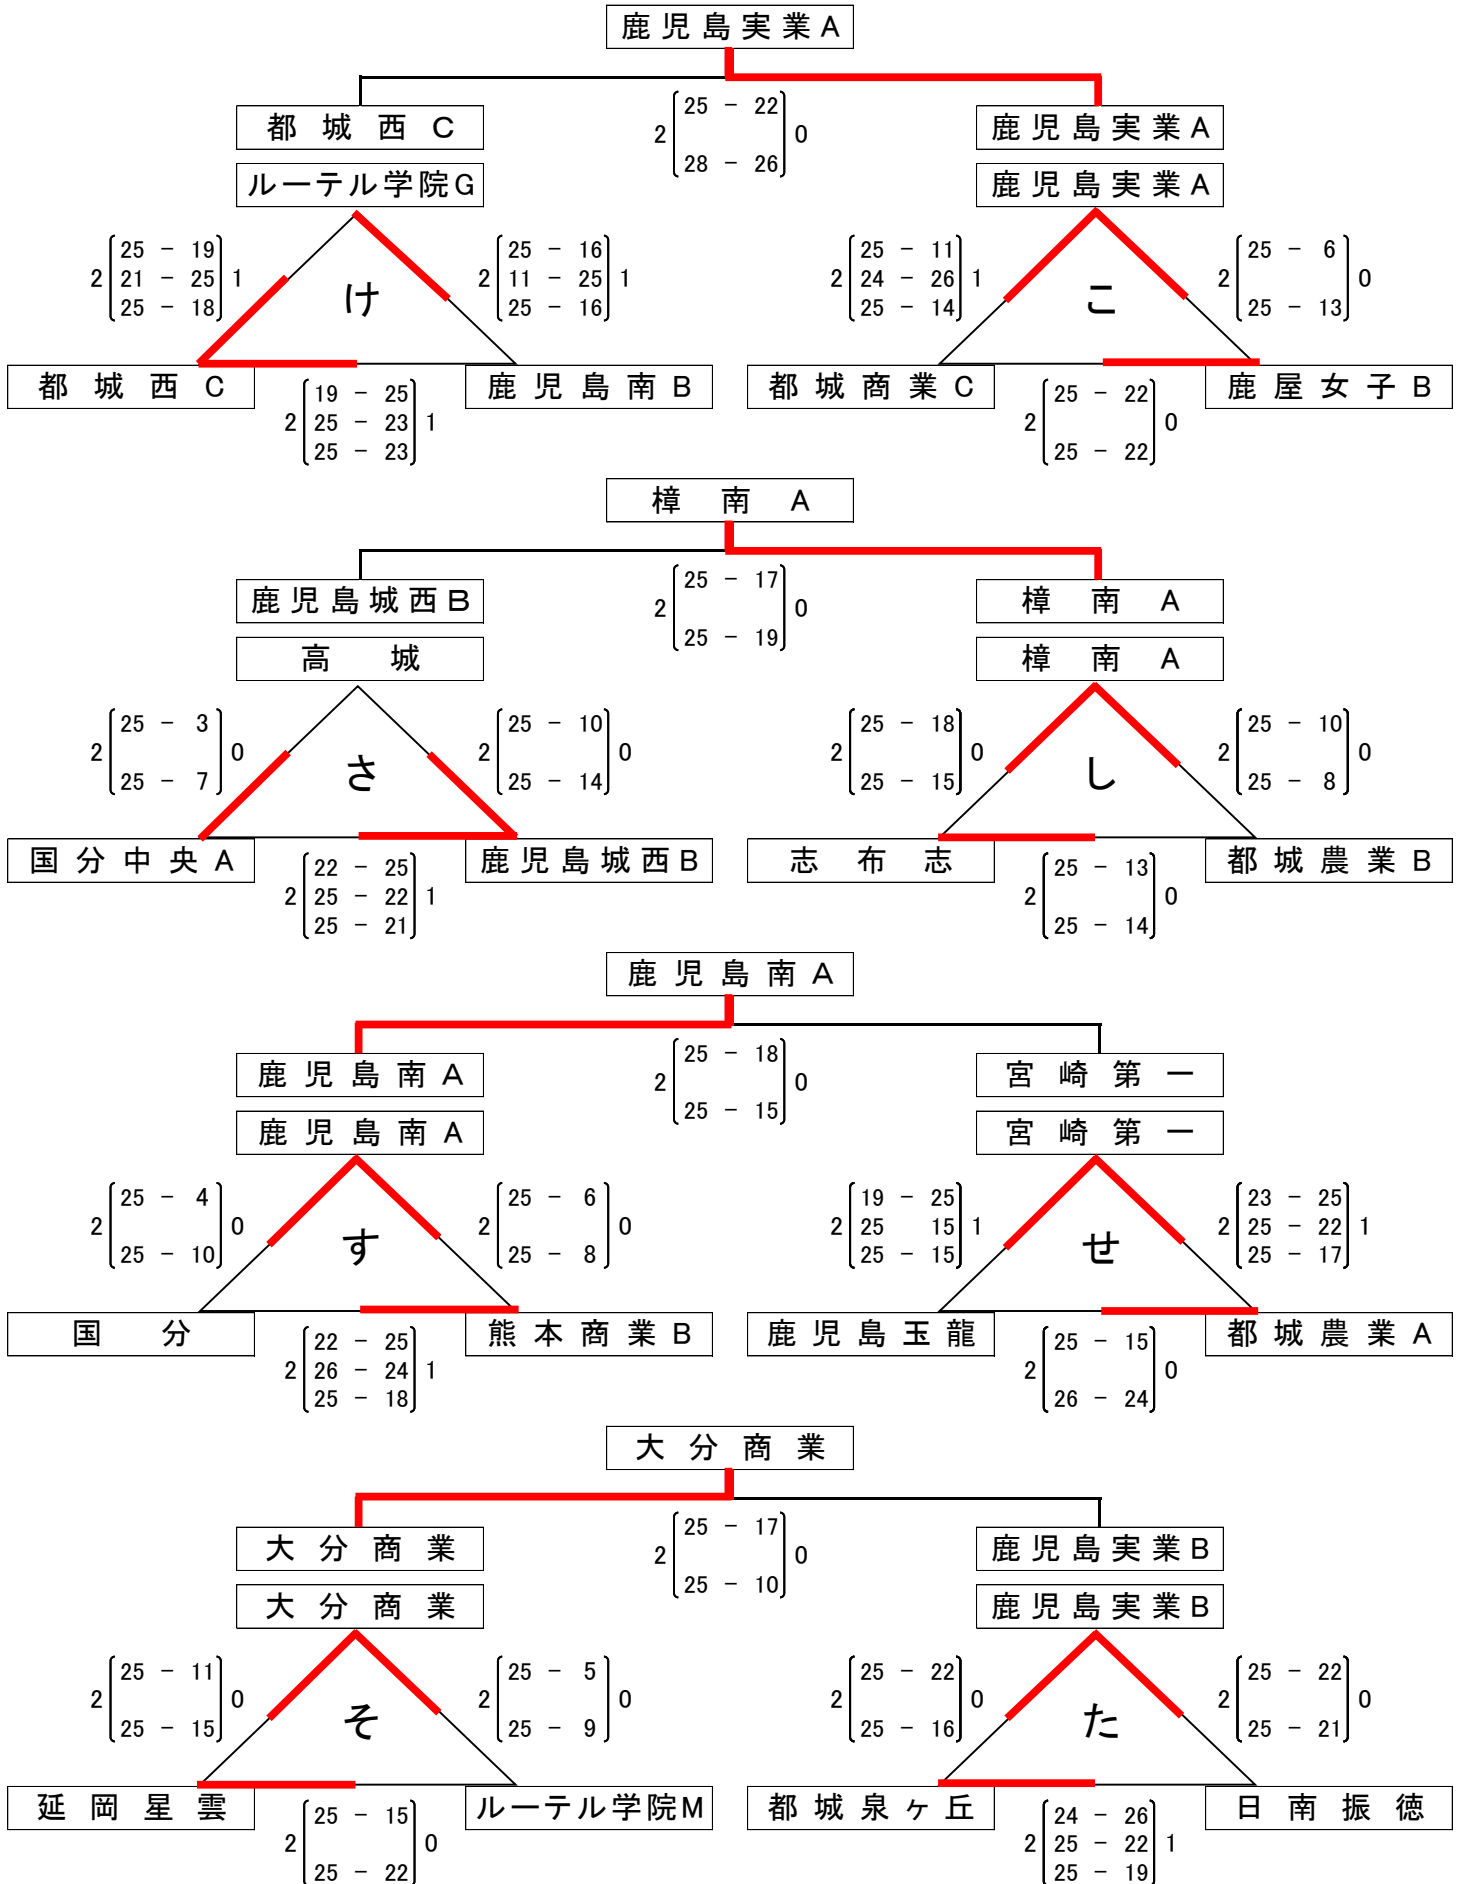 鹿児島実業A
都城西C
2 25 － 22 0
28 － 26
鹿児島実業A
ルーテル学院G
鹿児島実業A
2 25 － 19 1
21 － 25
25 － 18
け
2 25 － 16 1
11 － 25
25 － 16
2 25 － 11 1
24 － 26
25 － 14
こ
2 25 － 6 0
25 － 13
都城西C
2 19 － 25 1
25 － 23
25 － 23
鹿児島南B
都城商業C
2 25 － 22 0
25 － 22
鹿屋女子B
樟南A
鹿児島城西B
2 25 － 17 0
25 － 19
樟南A
高城
樟南A
2 25 － 3 0
25 － 7
さ
2 25 － 10 0
25 － 14
2 25 － 18 0
25 － 15
し
2 25 － 10 0
25 － 8
国分中央A
2 22 － 25 1
25 － 22
25 － 21
鹿児島城西B
志布志
2 25 － 13 0
25 － 14
都城農業B
鹿児島南A
鹿児島南A
2 25 － 18 0
25 － 15
宮崎第一
鹿児島南A
宮崎第一
2 25 － 4 0
25 － 10
す
2 25 － 6 0
25 － 8
2 19 － 25 1
25 15
25 － 15
せ
2 23 － 25 1
25 － 22
25 － 17
国分
2 22 － 25 1
26 － 24
25 － 18
熊本商業B
鹿児島玉龍
2 25 － 15 0
26 － 24
都城農業A
大分商業
大分商業
2 25 － 17 0
25 － 10
鹿児島実業B
大分商業
鹿児島実業B
2 25 － 11 0
25 － 15
そ
2 25 － 5 0
25 － 9
2 25 － 22 0
25 － 16
た
2 25 － 22 0
25 － 21
延岡星雲
2 25 － 15 0
25 － 22
ルーテル学院M
都城泉ヶ丘
2 24 － 26 1
25 － 22
25 － 19
日南振徳